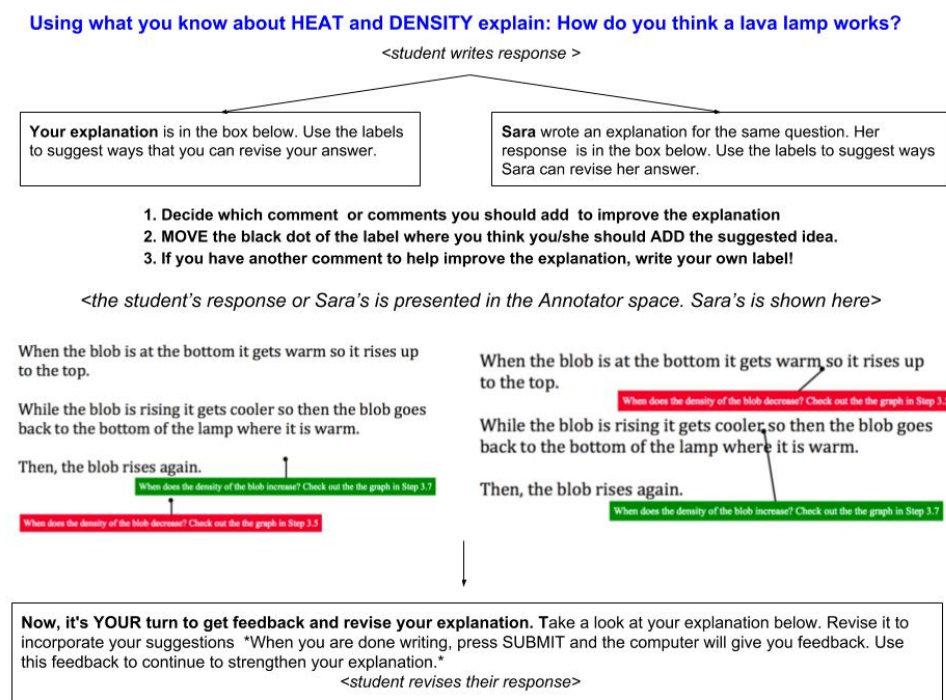 Using what you know about HEAT and DENSITY explain: How do you think a lava lamp works?
<student writes response >
Your explanation is in the box below. Use the labels
to suggest ways that you can revise your answer.
Sara wrote an explanation for the same question. Her
response is in the box below. Use the labels to suggest ways
Sara can revise her answer.
1. Decide which comment or comments you should add to improve the explanation
2. MOVE the black dot of the label where you think you/she should ADD the suggested idea.
3. If you have another comment to help improve the explanation, write your own label!
<the student's response or Sara's is presented in the Annotator space. Sara's is shown here>
When the blob is at the bottom it gets warm so it rises up
to the top.
While the blob is rising it gets cooler so then the blob goes
back to the bottom of the lamp where it is warm.
Then, the blob rises again.
When does the density of the blob increase? Check out the the graph in Step 3.7
When does the density of the blob decrease? Check out the the graph in Step 3.5
When the blob is at the bottom it gets warm so it rises up
to the top.
When does the density of the blob decrease? Check out the the graph in Step 3.
While the blob is rising it gets cooler so then the blob goes
back to the bottom of the lamp where it is warm.
Then, the blob rises again.
When does the density of the blob increase? Check out the the graph in Step 3.7
Now, it's YOUR turn to get feedback and revise your explanation. Take a look at your explanation below. Revise it to
incorporate your suggestions *When you are done writing, press SUBMIT and the computer will give you feedback. Use
this feedback to continue to strengthen your explanation.*
<student revises their response>